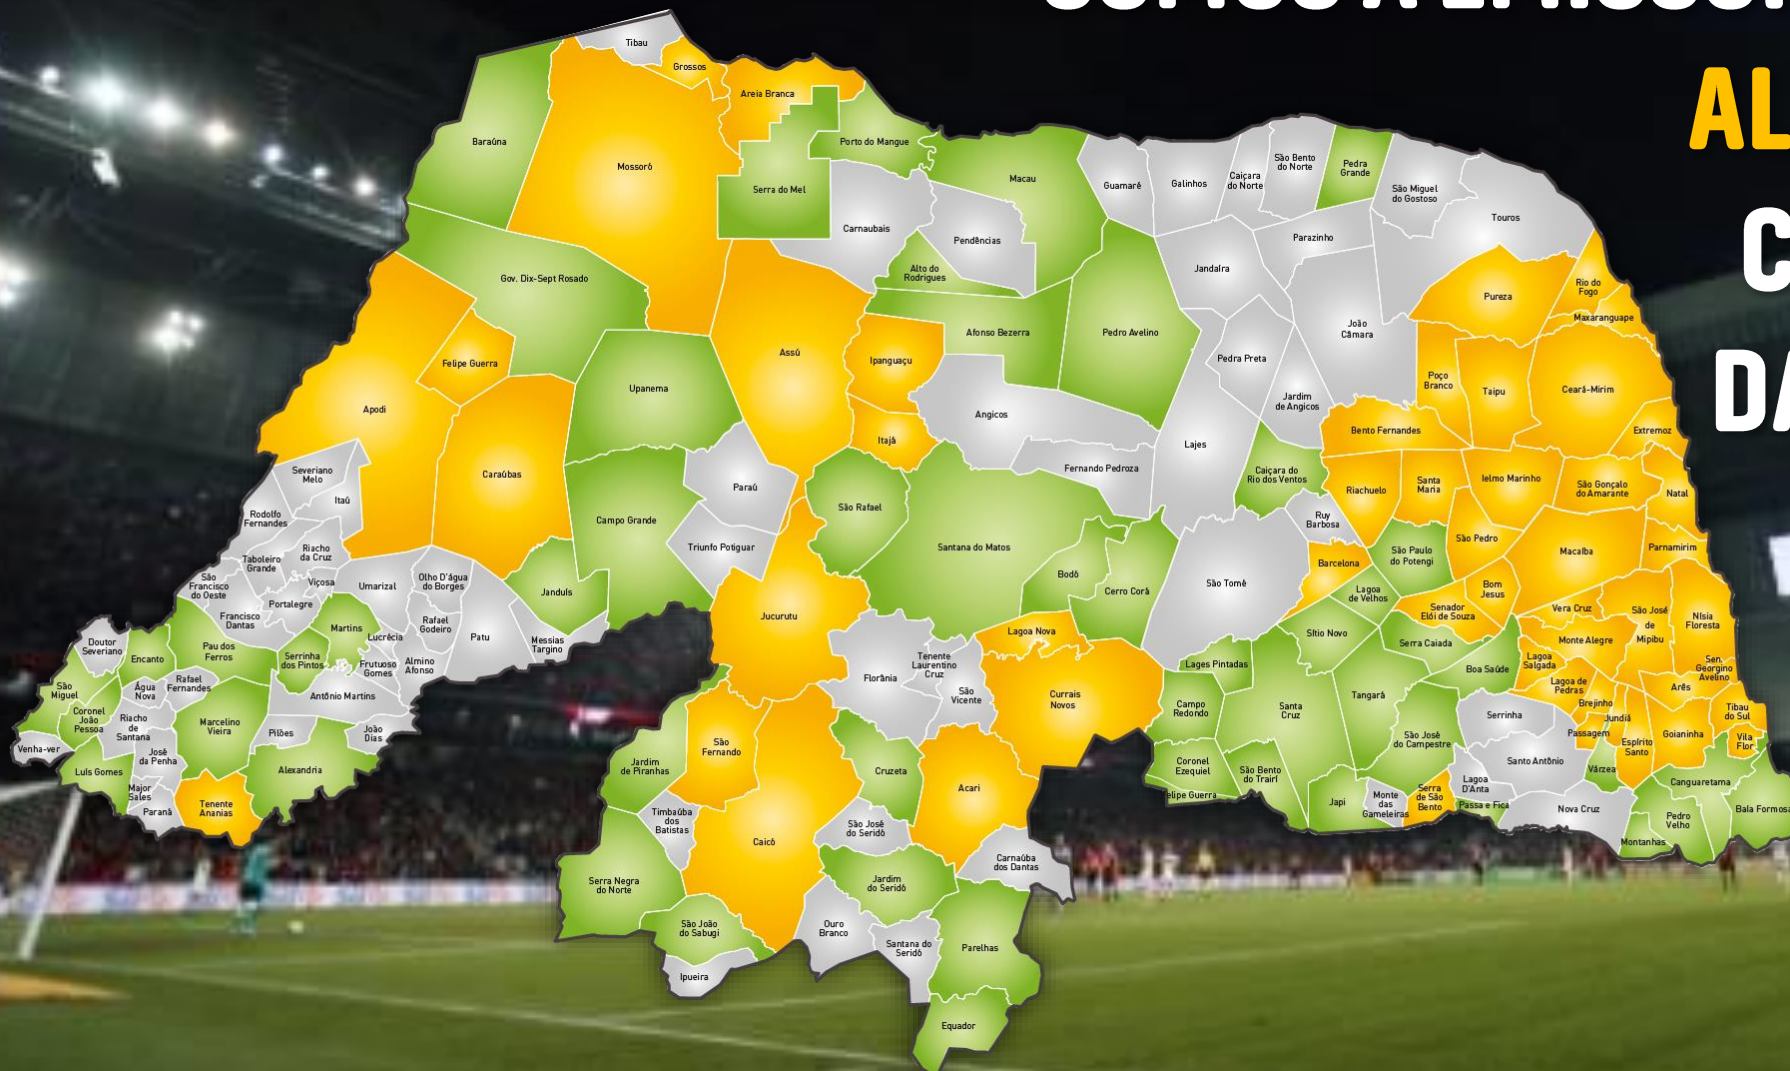 AL
C
DA
Tibau
Grossos
Areia Branca
Baraúna
Mossoró
Porto do Mangue
Serra do Mel
Macau
Guamaré
Galinhos
Caiçara
do Norte
São Bento
do Norte
Pedra
Grande
São Miguel
do Gostoso
Touros
Carnaubais
Pendências
Parazinho
Jandaíra
Alto do
Rodrigues
Gov. Dix-Sept Rosado
Pureza
Rio do
Fogo
Maxaranguape
Afonso Bezerra
Pedro Avelino
João
Câmara
Assú
Ipanguaçu
Felipe Guerra
Pedra Preta
Upanema
Poço
Branco
Taipu
Ceará-Mirim
Jardim
de Angicos
Apodi
Angicos
Itajá
Bento Fernandes
Extremoz
Lajes
Fernando Pedroza
Caraúbas
Severiano
Melo
Itaú
Paraú
Caiçara do
Rio dos Ventos
Riachuelo
Santa
Maria
Ielmo Marinho
São Gonçalo
do Amarante
Natal
São Rafael
Rodolfo
Fernandes
Campo Grande
Ruy
Barbosa
São Pedro
Triunfo Potiguar
Santana do Matos
Macaíba
Parnamirim
Riacho
da Cruz
Taboleiro
Grande
São Paulo
do Potengi
Barcelona
Bodó
Cerro Corá
São Tomé
São
Francisco
do Oeste
Viçosa
Umarizal
Olho D'água
do Borges
Janduís
Lagoa
de Velhos
Bom
Jesus
Portalegre
Francisco
Dantas
Jucurutu
Senador
Elói de Souza
Vera Cruz
São José
de
Mipibu
Nísia
Floresta
Martins
Lucrécia
Rafael
Godeiro
Patu
Messias
Targino
Lagoa Nova
Sítio Novo
Serra Caiada
Monte Alegre
Doutor
Severiano
Encanto
Pau dos
Ferros
Serrinha
dos Pintos
Frutuoso
Gomes
Almino
Afonso
Florânia
Tenente
Laurentino
Cruz
São
Vicente
Lages Pintadas
Boa Saúde
Lagoa
Salgada
Sen.
Georgino
Avelino
São
Miguel
Água
Nova
Rafael
Fernandes
Antônio Martins
Currais
Novos
Campo
Redondo
Santa
Cruz
Tangará
Lagoa de
Pedras
Arês
Brejinho
Coronel
João
Pessoa
Riacho
de
Santana
Marcelino
Vieira
Pilões
João
Dias
Serrinha
Jundiá
Passagem
Tibau
do Sul
Goianinha
Vila
Flor
Venha-ver
São
Fernando
São José
do Campestre
Espírito
Santo
José
da Penha
Luís Gomes
Alexandria
Jardim
de Piranhas
Cruzeta
Coronel
Ezequiel
São Bento
do Trairí
Santo Antônio
Várzea
Canguaretama
Acari
Lagoa
D'Anta
Major
Sales
Paraná
Tenente
Ananias
Felipe Guerra
Japi
Monte
das
Gameleiras
Serra
de São
Bento
Passa e Fica
Nova Cruz
Pedro
Velho
Baía Formosa
Timbaúba
dos
Batistas
São José
do Seridó
Caicó
Montanhas
Carnaúba
dos Dantas
Serra Negra
do Norte
Jardim
do Seridó
São João
do Sabugi
Ouro
Branco
Santana do
Seridó
Parelhas
Ipueira
Equador